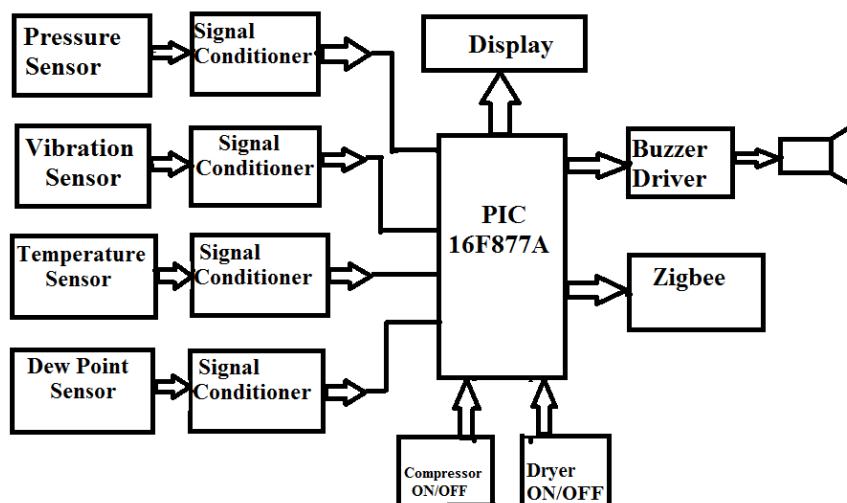 Pressure
Sensor
Signal
Conditioner
Display
Vibration
Sensor
Signal
Conditioner
Buzzer
Driver
PIC
16F877A
Temperature
Sensor
Signal
Conditioner
Zigbee
Dew Point
Sensor
Signal
Conditioner
Compressor
ON/OFF
Dryer
ON/OFF